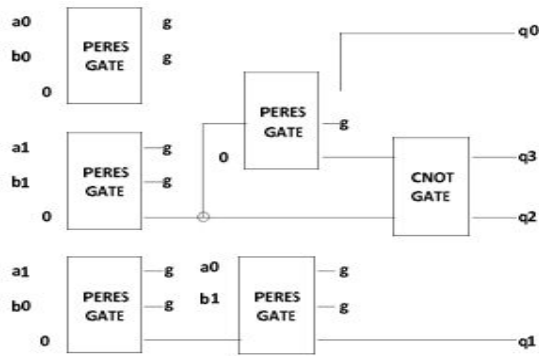 a0 PERES GATE g
b0 g
0
q0
PERES GATE
g
0
a1 PERES GATE g
b1 g
0
CNOT GATE
q3
q2
a1 PERES GATE g
b0 g
0
a0 PERES GATE g
b1 g
q1